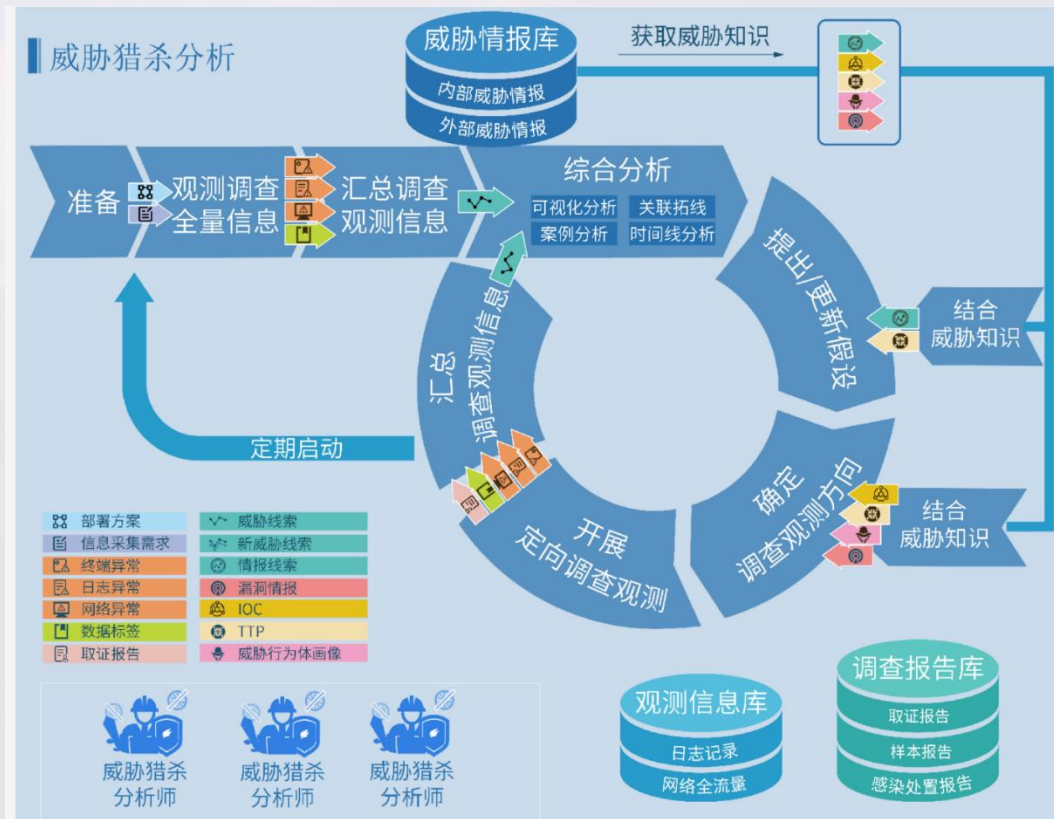 威胁猎杀分析
威胁情报库
内部威胁情报
外部威胁情报
获取威胁知识
准备
观测调查
全量信息
汇总调查
观测信息
综合分析
可视化分析
关联拓线
案例分析
时间线分析
提出/更新假设
结合
威胁知识
确定
调查观测方向
结合
威胁知识
开展
定向调查观测
汇总
调查观测信息
定期启动
部署方案
信息采集需求
终端异常
日志异常
网络异常
数据标签
取证报告
威胁线索
新威胁线索
情报线索
漏洞情报
IOC
TTP
威胁行为体画像
威胁猎杀
分析师
威胁猎杀
分析师
威胁猎杀
分析师
观测信息库
日志记录
网络全流量
调查报告库
取证报告
样本报告
感染处置报告